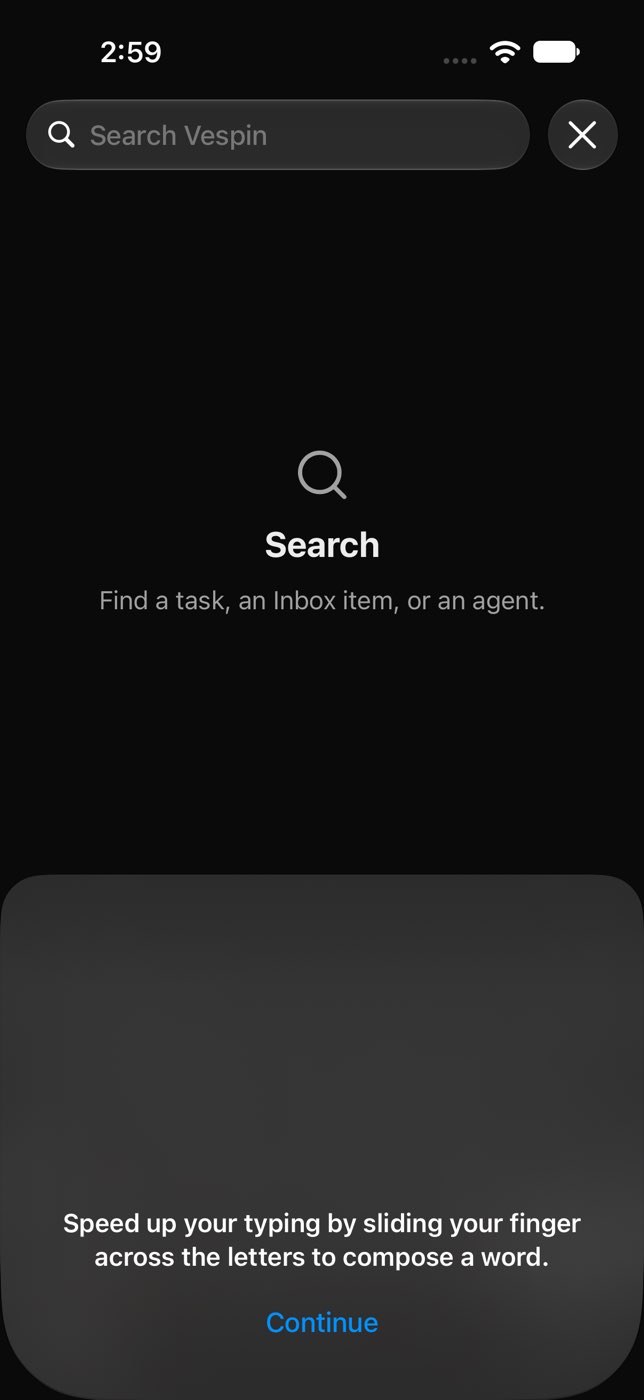 2:59
Search Vespin
Search
Find a task, an Inbox item, or an agent.
Speed up your typing by sliding your finger
across the letters to compose a word.
Continue